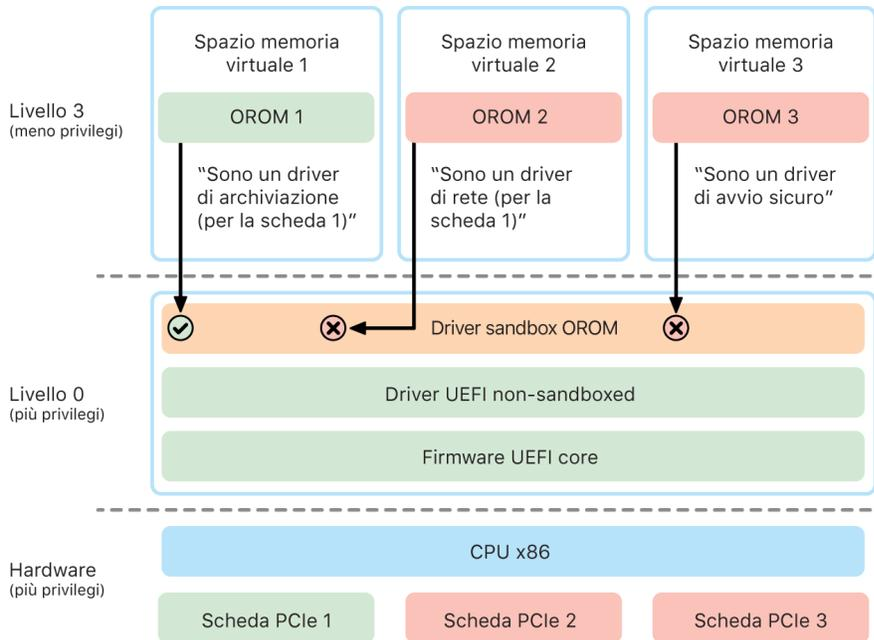 Spazio memoria
virtuale 1
Spazio memoria
virtuale 2
Spazio memoria
virtuale 3
Livello 3
(meno privilegi)
OROM 1
OROM 2
OROM 3
“Sono un driver
di archiviazione
(per la scheda 1)”
“Sono un driver
di rete (per la
scheda 1)”
“Sono un driver
di avvio sicuro”
Driver sandbox OROM
Livello 0
(più privilegi)
Driver UEFI non-sandboxed
Firmware UEFI core
Hardware
(più privilegi)
CPU x86
Scheda PCIe 1
Scheda PCIe 2
Scheda PCIe 3